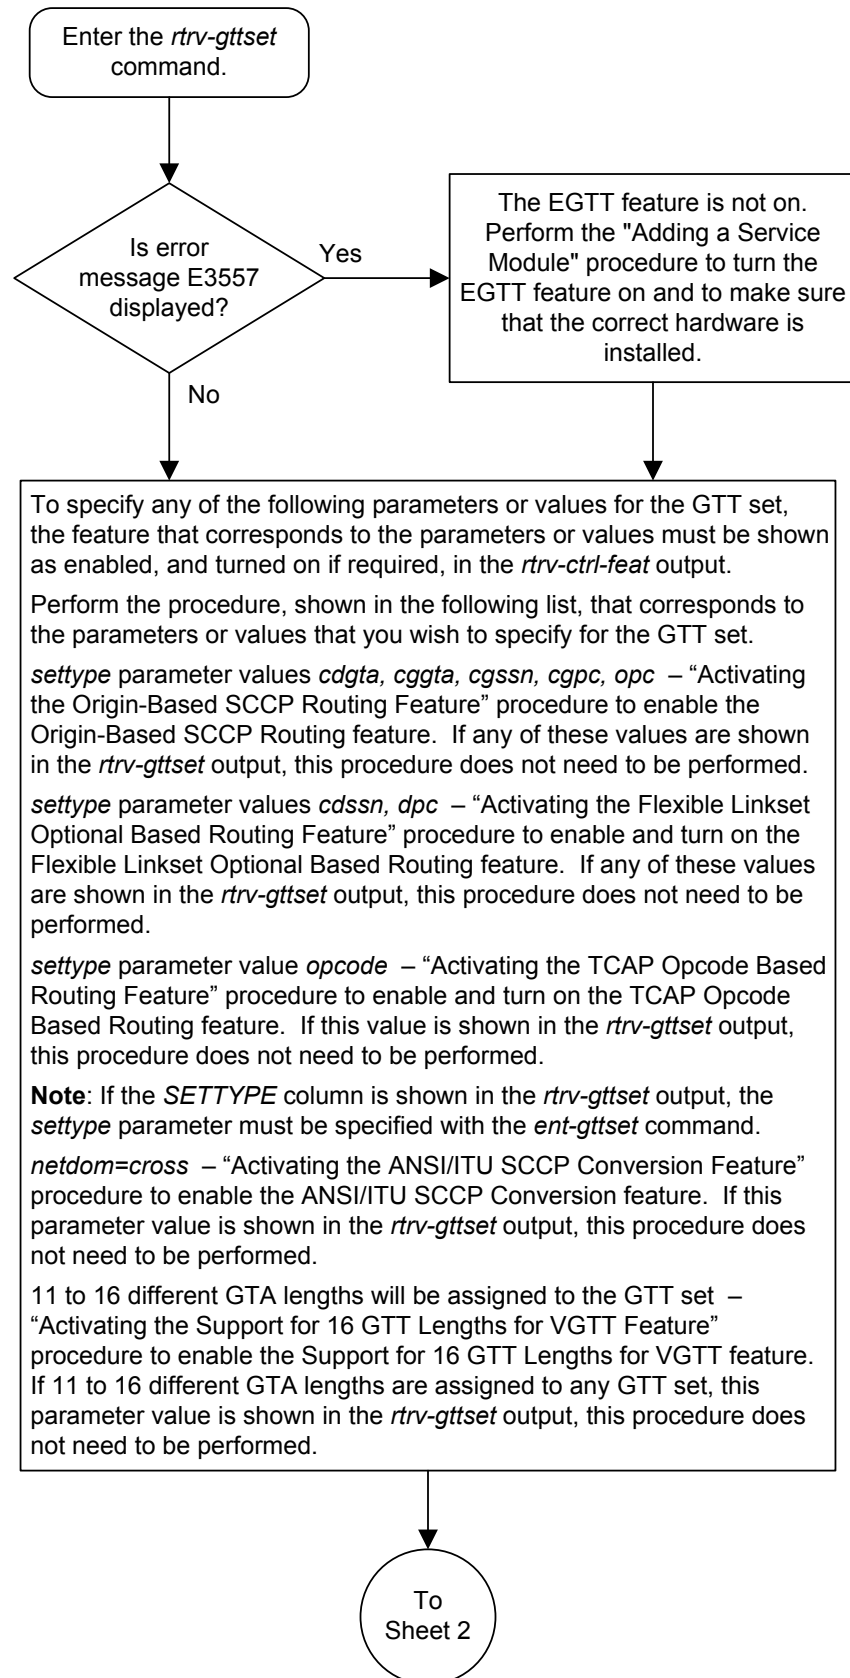 Enter the rtrv-gttset
command.
Is error
message E3557
displayed?
Yes
No
The EGTT feature is not on.
Perform the "Adding a Service
Module" procedure to turn the
EGTT feature on and to make sure
that the correct hardware is
installed.
To specify any of the following parameters or values for the GTT set,
the feature that corresponds to the parameters or values must be shown
as enabled, and turned on if required, in the rtrv-ctrl-feat output.
Perform the procedure, shown in the following list, that corresponds to
the parameters or values that you wish to specify for the GTT set.
settype parameter values cdgta, cggta, cgssn, cgpc, opc – “Activating
the Origin-Based SCCP Routing Feature” procedure to enable the
Origin-Based SCCP Routing feature. If any of these values are shown
in the rtrv-gttset output, this procedure does not need to be performed.
settype parameter values cdssn, dpc – “Activating the Flexible Linkset
Optional Based Routing Feature” procedure to enable and turn on the
Flexible Linkset Optional Based Routing feature. If any of these values
are shown in the rtrv-gttset output, this procedure does not need to be
performed.
settype parameter value opcode – “Activating the TCAP Opcode Based
Routing Feature” procedure to enable and turn on the TCAP Opcode
Based Routing feature. If this value is shown in the rtrv-gttset output,
this procedure does not need to be performed.
Note: If the SETTYPE column is shown in the rtrv-gttset output, the
settype parameter must be specified with the ent-gttset command.
netdom=cross – “Activating the ANSI/ITU SCCP Conversion Feature”
procedure to enable the ANSI/ITU SCCP Conversion feature. If this
parameter value is shown in the rtrv-gttset output, this procedure does
not need to be performed.
11 to 16 different GTA lengths will be assigned to the GTT set –
“Activating the Support for 16 GTT Lengths for VGTT Feature”
procedure to enable the Support for 16 GTT Lengths for VGTT feature.
If 11 to 16 different GTA lengths are assigned to any GTT set, this
parameter value is shown in the rtrv-gttset output, this procedure does
not need to be performed.
To
Sheet 2